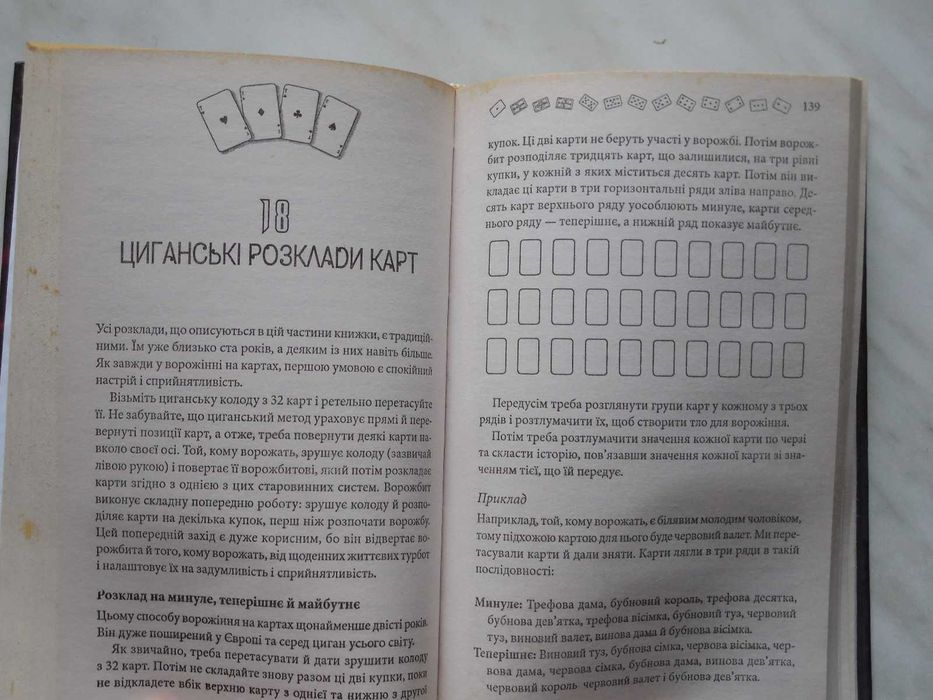 18
ЦИГАНСЬКІ РОЗКЛАДИ КАРТ
Усі розклади, що описуються в цій частини книжки, є традицій-
ними. Їм уже близько ста років, а деяким із них навіть більше.
Як завжди у ворожінні на картах, першою умовою є спокійний
настрій і сприйнятливість.
Візьміть циганську колоду з 32 карт і ретельно перетасуйте
її. Не забувайте, що циганський метод ураховує прямі й пере-
вернуті позиції карт, а отже, треба повернути деякі карти на-
вколо своєї осі. Той, кому ворожать, зрушує колоду (зазвичай
лівою рукою) і повертає її ворожбитові, який потім розкладає
карти згідно з однією з цих старовинних систем. Ворожбит
виконує складну попередню роботу: зрушує колоду й розпо-
діляє карти на декілька купок, перш ніж розпочати ворожбу.
Цей попередній захід є дуже корисним, бо він відвертає во-
рожбита й того, кому ворожать, від щоденних життєвих турбот
і налаштовує їх на задумливість і сприйнятливість.
Розклад на минуле, теперішнє й майбутнє
Цьому способу ворожіння на картах щонайменше двісті років.
Він дуже поширений у Європі та серед циган усього світу.
Як звичайно, треба перетасувати й дати зрушити колоду
з 32 карт. Потім не складайте знову разом ці дві купки, поки
не відкладете вбік верхню карту з однієї та нижню з другої
139
купок. Ці дві карти не беруть участі у ворожбі. Потім ворож-
бит розподіляє тридцять карт, що залишилися, на три рівні
купки, у кожній з яких міститься десять карт. Потім він ви-
кладає ці карти в три горизонтальні ряди зліва направо. Де-
сять карт верхнього ряду уособлюють минуле, карти серед-
нього ряду — теперішнє, а нижній ряд показує майбутнє.
Передусім треба розглянути групи карт у кожному з трьох
рядів і розтлумачити їх, щоб створити тло для ворожіння.
Потім треба розтлумачити значення кожної карти по черзі
та скласти історію, пов’язавши значення кожної карти зі зна-
ченням тієї, що їй передує.
Приклад
Наприклад, той, кому ворожать, є білявим молодим чоловіком,
тому підхожою картою для нього буде червовий валет. Ми пе-
ретасували карти й дали зняти. Карти лягли в три ряди в такій
послідовності:
Минуле: Трефова дама, бубновий король, трефова десятка,
бубнова дев’ятка, трефова вісімка, бубновий туз, червовий
туз, виновий валет, винова дама й бубнова вісімка.
Теперішнє: Виновий туз, бубнова сімка, червова вісімка, чер-
вова дама, червова сімка, бубнова дама, винова дев’ятка,
червовий король червовий валет і бубновий валет.